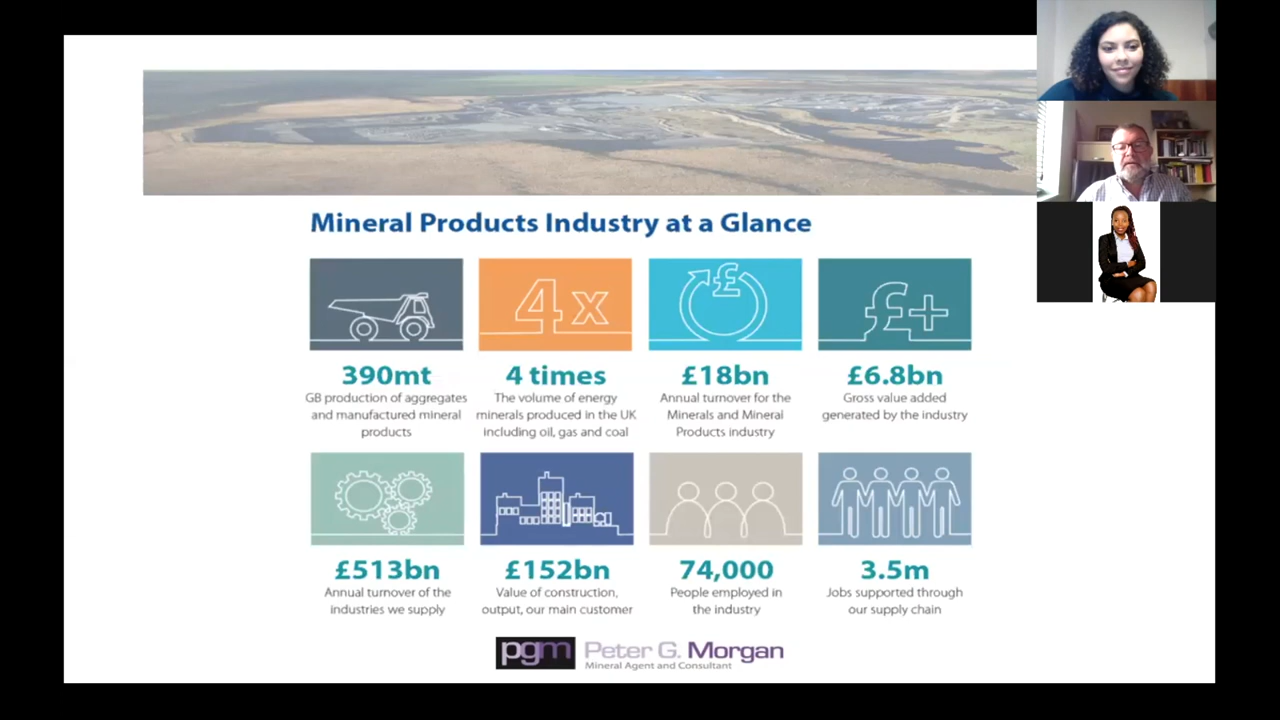 Mineral Products Industry at a Glance
4x
£
£+
390mt
GB production of aggregates
and manufactured mineral
products
4 times
The volume of energy
minerals produced in the UK
including oil, gas and coal
£18bn
Annual turnover for the
Minerals and Mineral
Products industry
£6.8bn
Gross value added
generated by the industry
£513bn
Annual turnover of the
industries we supply
£152bn
Value of construction,
output, our main customer
74,000
People employed in
the industry
3.5m
Jobs supported through
our supply chain
pgm Peter G. Morgan
Mineral Agent and Consultant